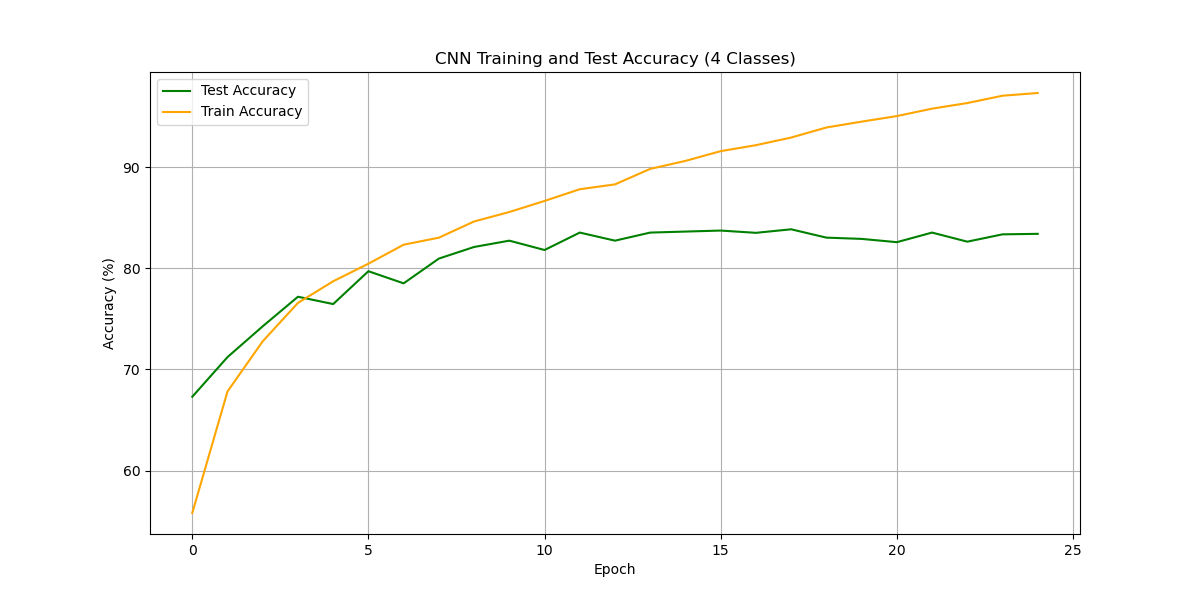 CNN Training and Test Accuracy (4 Classes)
Test Accuracy
Train Accuracy
Accuracy (%)
90
80
70
60
0 5 10 15 20 25
Epoch